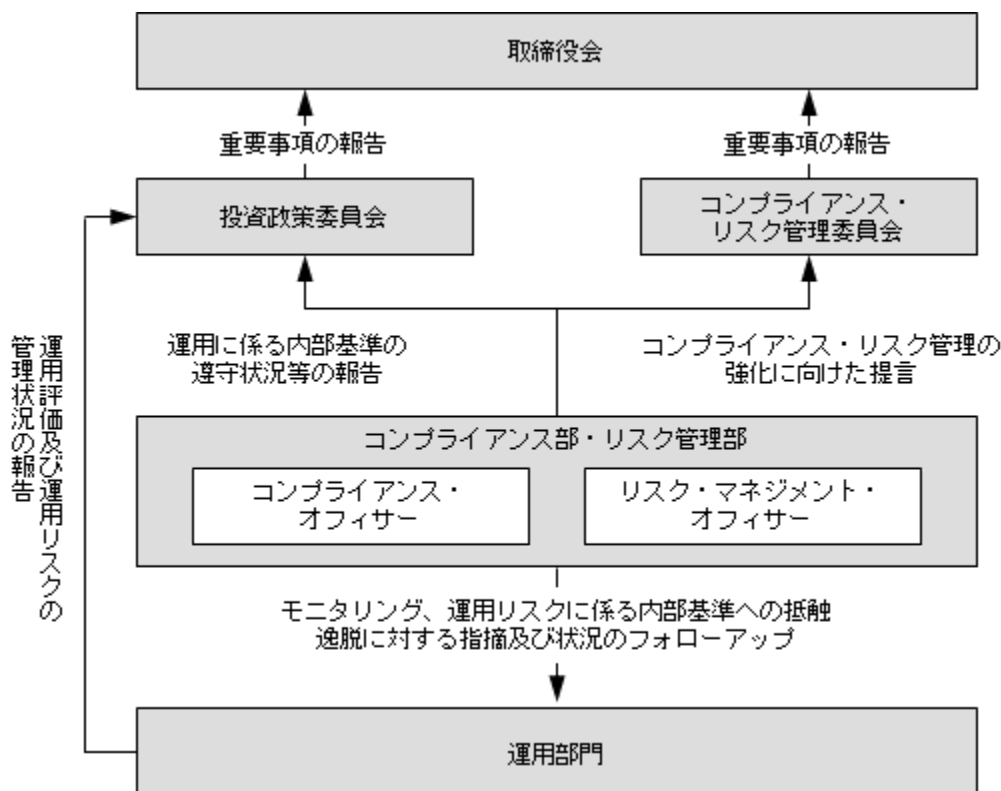 取締役会
重要事項の報告
重要事項の報告
投資政策委員会
コンプライアンス・
リスク管理委員会
運用に係る内部基準の
遵守状況等の報告
コンプライアンス・リスク管理の
強化に向けた提言
運用評価及び運用リスクの
管理状況の報告
コンプライアンス部・リスク管理部
コンプライアンス・
オフィサー
リスク・マネジメント・
オフィサー
モニタリング、運用リスクに係る内部基準への抵触
逸脱に対する指摘及び状況のフォローアップ
運用部門